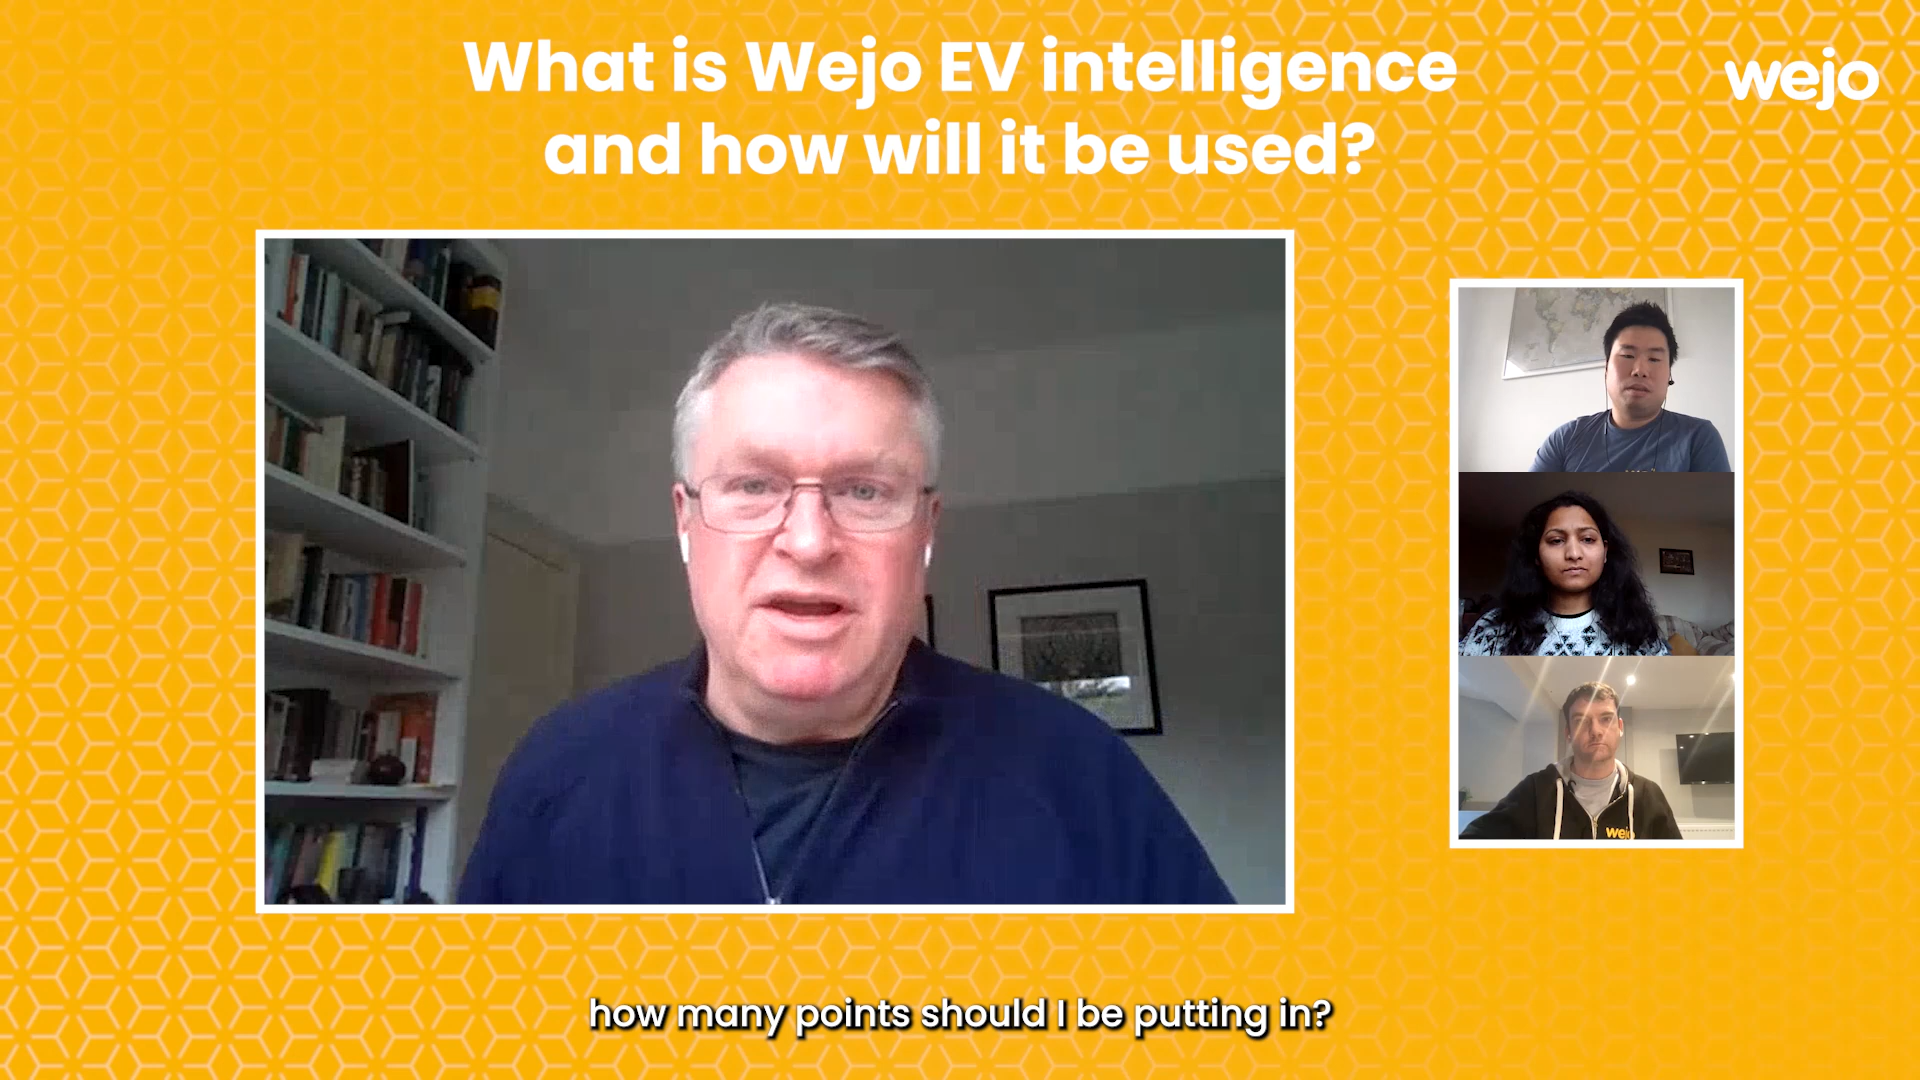 What is Wejo EV intelligence
and how will it be used?
wejo
wejo
how many points should I be putting in?